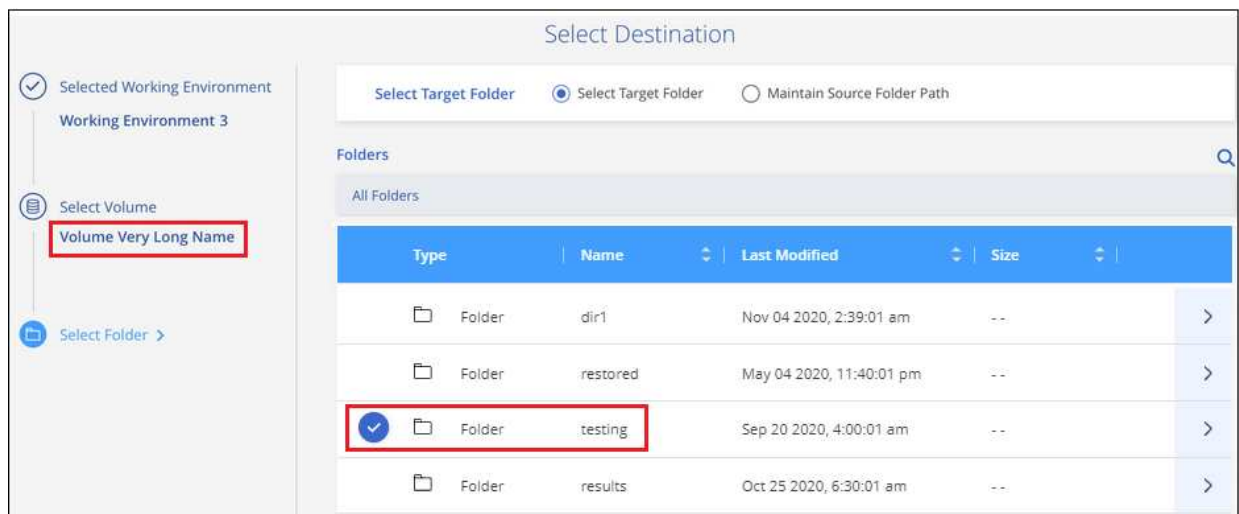 Select Destination
Selected Working Environment
Working Environment 3
Select Volume
Volume Very Long Name
Select Folder >
Select Target Folder Select Target Folder Maintain Source Folder Path
Folders
All Folders
Type Name Last Modified Size
Folder dir1 Nov 04 2020, 2:39:01 am --
Folder restored May 04 2020, 11:40:01 pm --
Folder testing Sep 20 2020, 4:00:01 am --
Folder results Oct 25 2020, 6:30:01 am --